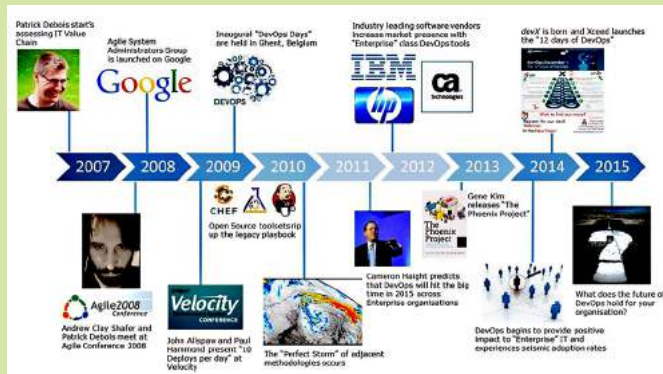 Patrick Debois start's
assessing IT Value
Chain
Agile System
Administrators Group
is launched on Google
Google
Inaugural "DevOps Days"
are held in Ghent, Belgium
DEVOPS
Industry leading software vendors
increase market presence with
"Enterprise" class DevOps tools
IBM
hp
ca
technologies
devX is born and Xceed launches
the "12 days of DevOps"
2007
2008
2009
2010
2011
2012
2013
2014
2015
Agile2008
Conference
Andrew Clay Shafer and
Patrick Debois meet at
Agile Conference 2008
Velocity
CONFERENCE
John Allspaw and Paul
Hammond present "10
Deploys per day" at
Velocity
CHEF
Open Source toolsets rip
up the legacy playbook
The "Perfect Storm" of adjacent
methodologies occurs
Cameron Haight predicts
that DevOps will hit the big
time in 2015 across
Enterprise organisations
The
Phoenix
Project
Gene Kim
releases "The
Phoenix Project"
DevOps begins to provide positive
impact to "Enterprise" IT and
experiences seismic adoption rates
What does the future of
DevOps hold for your
organisation?